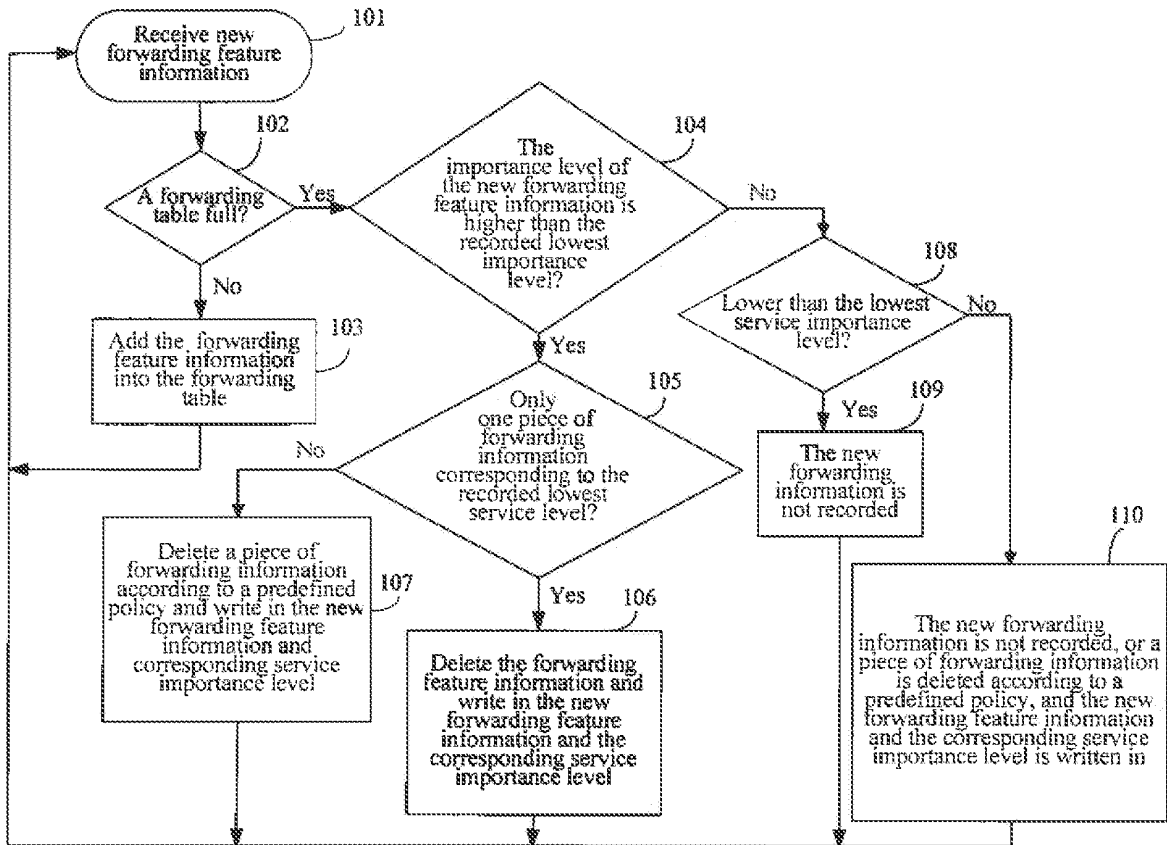 Receive new
forwarding feature
information
101
102
A forwarding
table full?
Yes
No
Add the forwarding
feature information
into the forwarding
table
103
The
importance level of
the new forwarding
feature information is
higher than the
recorded lowest
importance
level?
104
No
Yes
Lower than the lowest
service importance
level?
108
No
Yes
Only
one piece of
forwarding
information
corresponding to
the recorded lowest
service level?
105
No
Yes
The new
forwarding
information is
not recorded
109
Delete a piece of
forwarding information
according to a predefined
policy and write in the new
forwarding feature
information and
corresponding service
importance level
107
Delete the forwarding
feature information and
write in the new
forwarding feature
information and the
corresponding service
importance level
106
The new forwarding
information is not recorded, or a
piece of forwarding information
is deleted according to a
predefined policy, and the new
forwarding feature information
and the corresponding service
importance level is written in
110